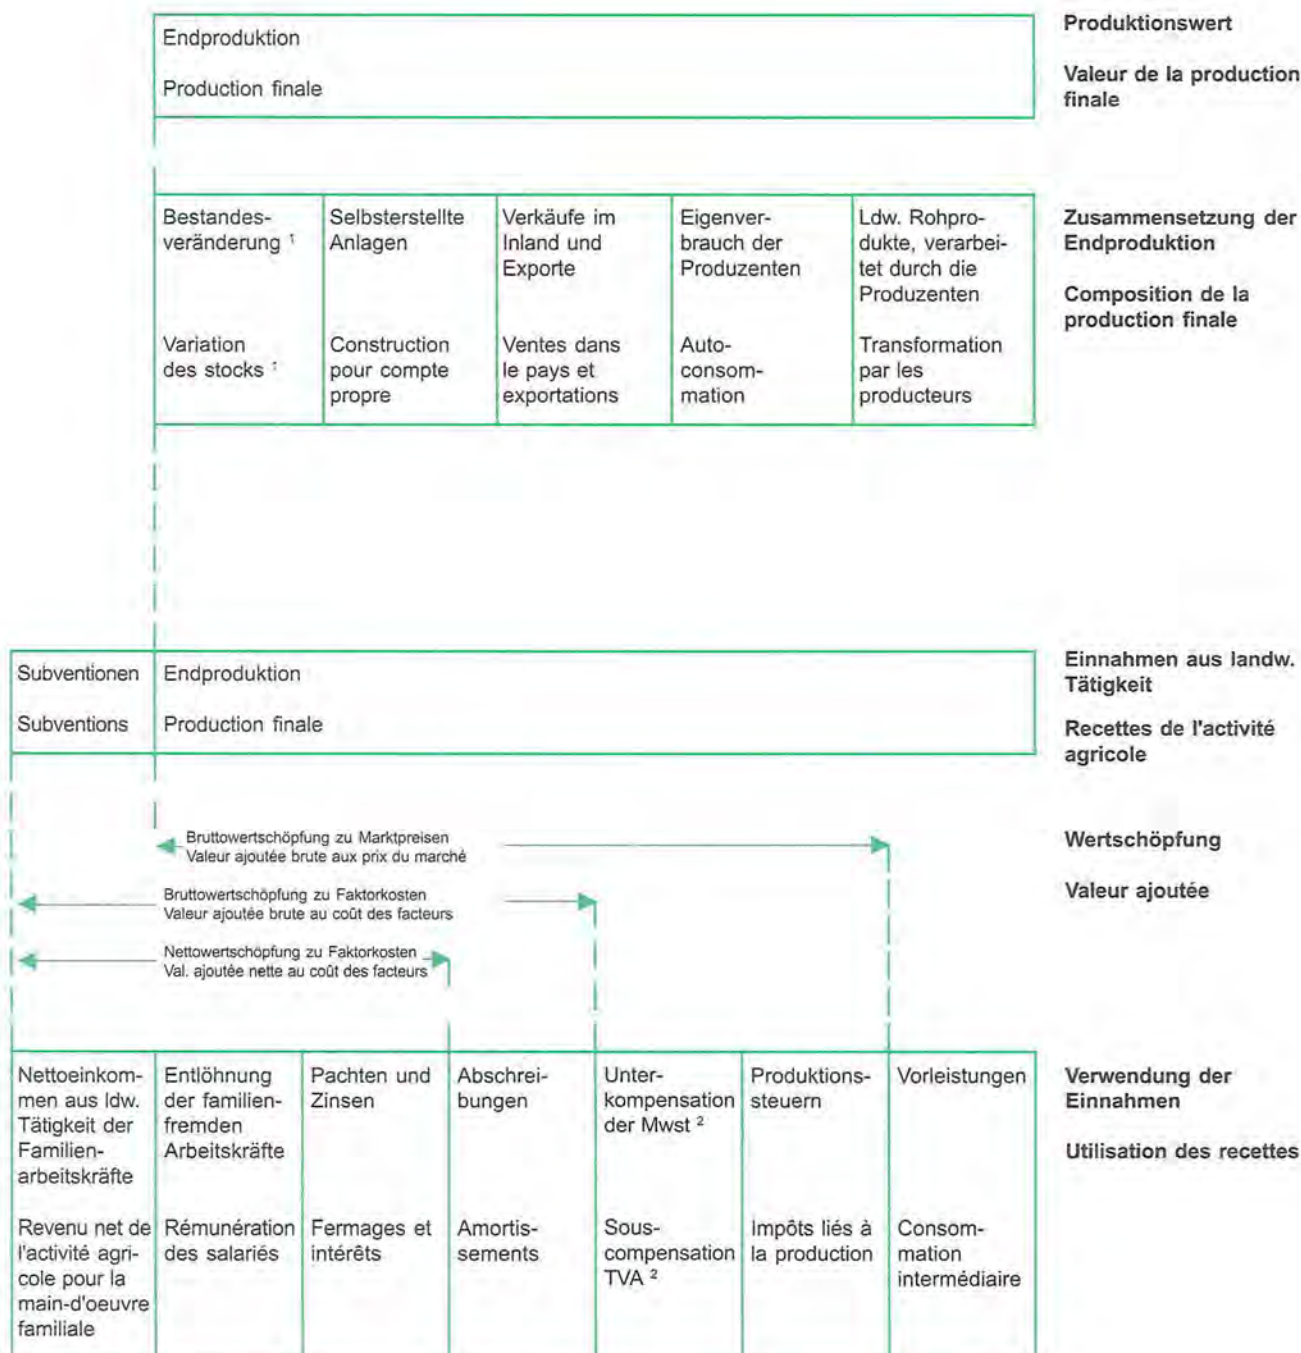 Endproduktion
Production finale
Produktionswert
Valeur de la production
finale
Bestandes-
veränderung ¹
Variation
des stocks ¹
Selbsterstellte
Anlagen
Construction
pour compte
propre
Verkäufe im
Inland und
Exporte
Ventes dans
le pays et
exportations
Eigenver-
brauch der
Produzenten
Auto-
consom-
mation
Ldw. Rohpro-
dukte, verarbei-
tet durch die
Produzenten
Transformation
par les
producteurs
Zusammensetzung der
Endproduktion
Composition de la
production finale
Subventionen
Subventions
Endproduktion
Production finale
Einnahmen aus landw.
Tätigkeit
Recettes de l'activité
agricole
Bruttowertschöpfung zu Marktpreisen
Valeur ajoutée brute aux prix du marché
Bruttowertschöpfung zu Faktorkosten
Valeur ajoutée brute au coût des facteurs
Nettowertschöpfung zu Faktorkosten
Val. ajoutée nette au coût des facteurs
Wertschöpfung
Valeur ajoutée
Nettoeinkom-
men aus ldw.
Tätigkeit der
Familien-
arbeitskräfte
Revenu net de
l'activité agri-
cole pour la
main-d'oeuvre
familiale
Entlöhnung
der familien-
fremden
Arbeitskräfte
Rémunération
des salariés
Pachten und
Zinsen
Fermages et
intérêts
Abschrei-
bungen
Amortis-
sements
Unter-
kompensation
der Mwst ²
Sous-
compensation
TVA ²
Produktions-
steuern
Impôts liés à
la production
Vorleistungen
Consom-
mation
intermédiaire
Verwendung der
Einnahmen
Utilisation des recettes